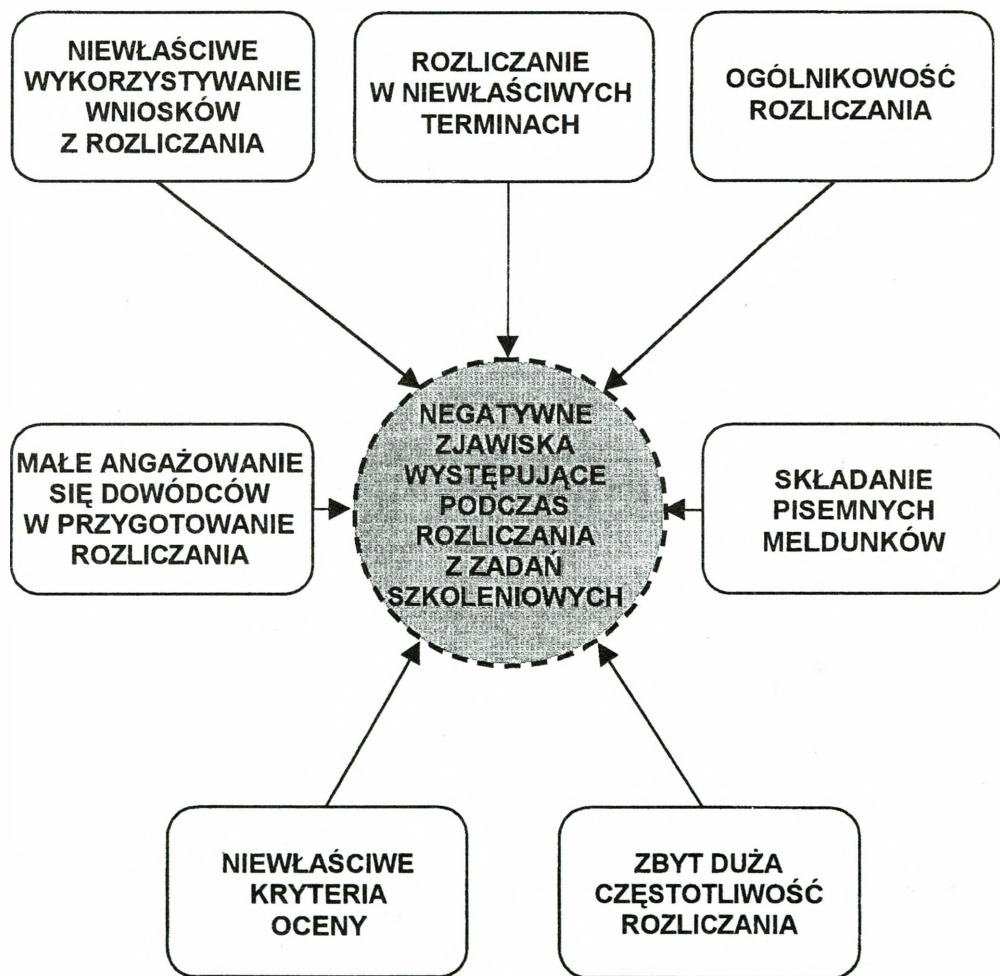 NIEWŁAŚCIWE
WYKORZYSTYWANIE
WNIOSKÓW
Z ROZLICZANIA
ROZLICZANIE
W NIEWŁAŚCIWYCH
TERMINACH
OGÓLNIKOWOŚĆ
ROZLICZANIA
MAŁE ANGAŻOWANIE
SIĘ DOWÓDCÓW
W PRZYGOTOWANIE
ROZLICZANIA
NEGATYWNE
ZJAWISKA
WYSTĘPUJĄCE
PODCZAS
ROZLICZANIA
Z ZADAŃ
SZKOLENIOWYCH
SKŁADANIE
PISEMNYCH
MELDUNKÓW
NIEWŁAŚCIWE
KRYTERIA
OCENY
ZBYT DUŻA
CZĘSTOTLIWOŚĆ
ROZLICZANIA